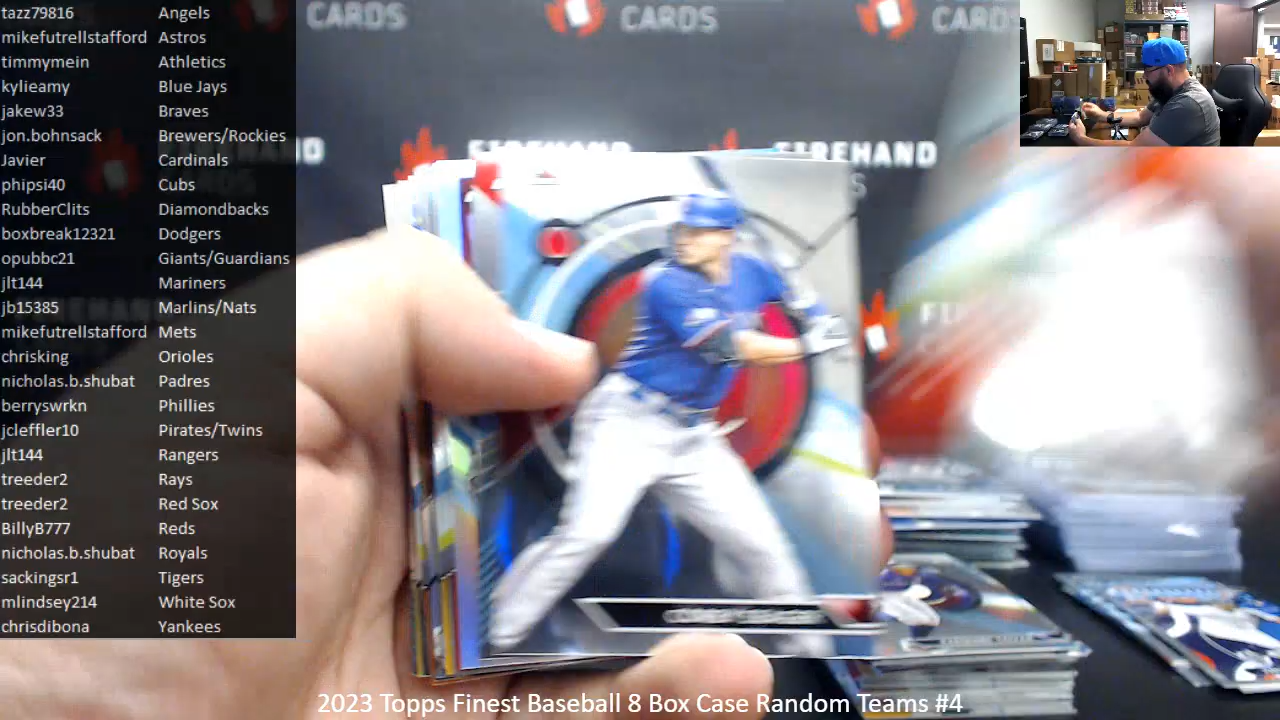 tazz79816 Angels
mikefutrellstafford Astros
timmymein Athletics
kylieamy Blue Jays
jakew33 Braves
jon.bohnsack Brewers/Rockies
Javier Cardinals
phipsi40 Cubs
RubberClits Diamondbacks
boxbreak12321 Dodgers
opubbc21 Giants/Guardians
jlt144 Mariners
jb15385 Marlins/Nats
mikefutrellstafford Mets
chrisking Orioles
nicholas.b.shubat Padres
berryswrkn Phillies
jcleffler10 Pirates/Twins
jlt144 Rangers
treeder2 Rays
treeder2 Red Sox
BillyB777 Reds
nicholas.b.shubat Royals
sackingsr1 Tigers
mlindsey214 White Sox
chrisdibona Yankees
CARDS CARDS CARD
FIREHAND FIREHAND
2023 Topps Finest Baseball 8 Box Case Random Teams #4